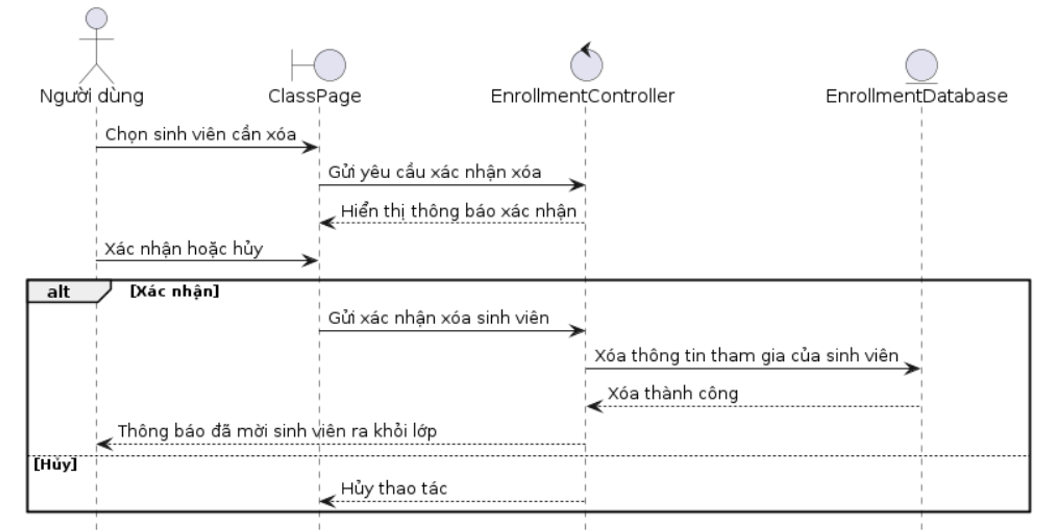 Người dùng
ClassPage
EnrollmentController
EnrollmentDatabase
Chọn sinh viên cần xóa
Gửi yêu cầu xác nhận xóa
Hiển thị thông báo xác nhận
Xác nhận hoặc hủy
alt [Xác nhận]
Gửi xác nhận xóa sinh viên
Xóa thông tin tham gia của sinh viên
Xóa thành công
Thông báo đã mời sinh viên ra khỏi lớp
[Hủy]
Hủy thao tác